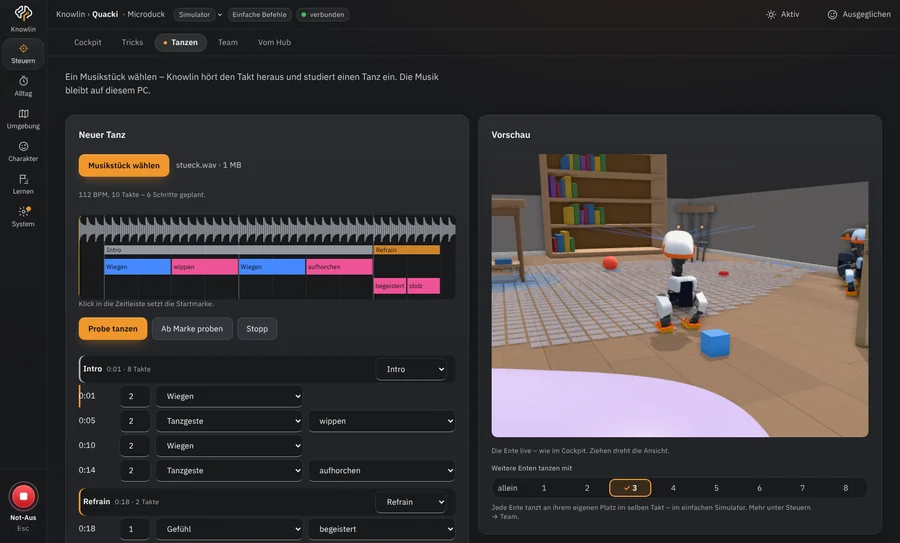 Knowlin › Quacki · Microduck
Simulator
Einfache Befehle
verbunden
Aktiv
Ausgeglichen
Knowlin
Steuern
Alltag
Umgebung
Charakter
Lernen
System
Not-Aus
Esc
Cockpit
Tricks
Tanzen
Team
Vom Hub
Ein Musikstück wählen – Knowlin hört den Takt heraus und studiert einen Tanz ein. Die Musik
bleibt auf diesem PC.
Neuer Tanz
Musikstück wählen
stueck.wav · 1 MB
112 BPM, 10 Takte – 6 Schritte geplant.
Intro
Refrain
Wiegen
wippen
Wiegen
aufhorchen
begeistert
stolz
Klick in die Zeitleiste setzt die Startmarke.
Probe tanzen
Ab Marke proben
Stopp
Intro 0:01 · 8 Takte
Intro
0:01 2 Wiegen
0:05 2 Tanzgeste wippen
0:10 2 Wiegen
0:14 2 Tanzgeste aufhorchen
Refrain 0:18 · 2 Takte
Refrain
0:18 1 Gefühl begeistert
Vorschau
Die Ente live – wie im Cockpit. Ziehen dreht die Ansicht.
Weitere Enten tanzen mit
allein 1 2 ✓ 3 4 5 6 7 8
Jede Ente tanzt an ihrem eigenen Platz im selben Takt – im einfachen Simulator. Mehr unter Steuern
→ Team.